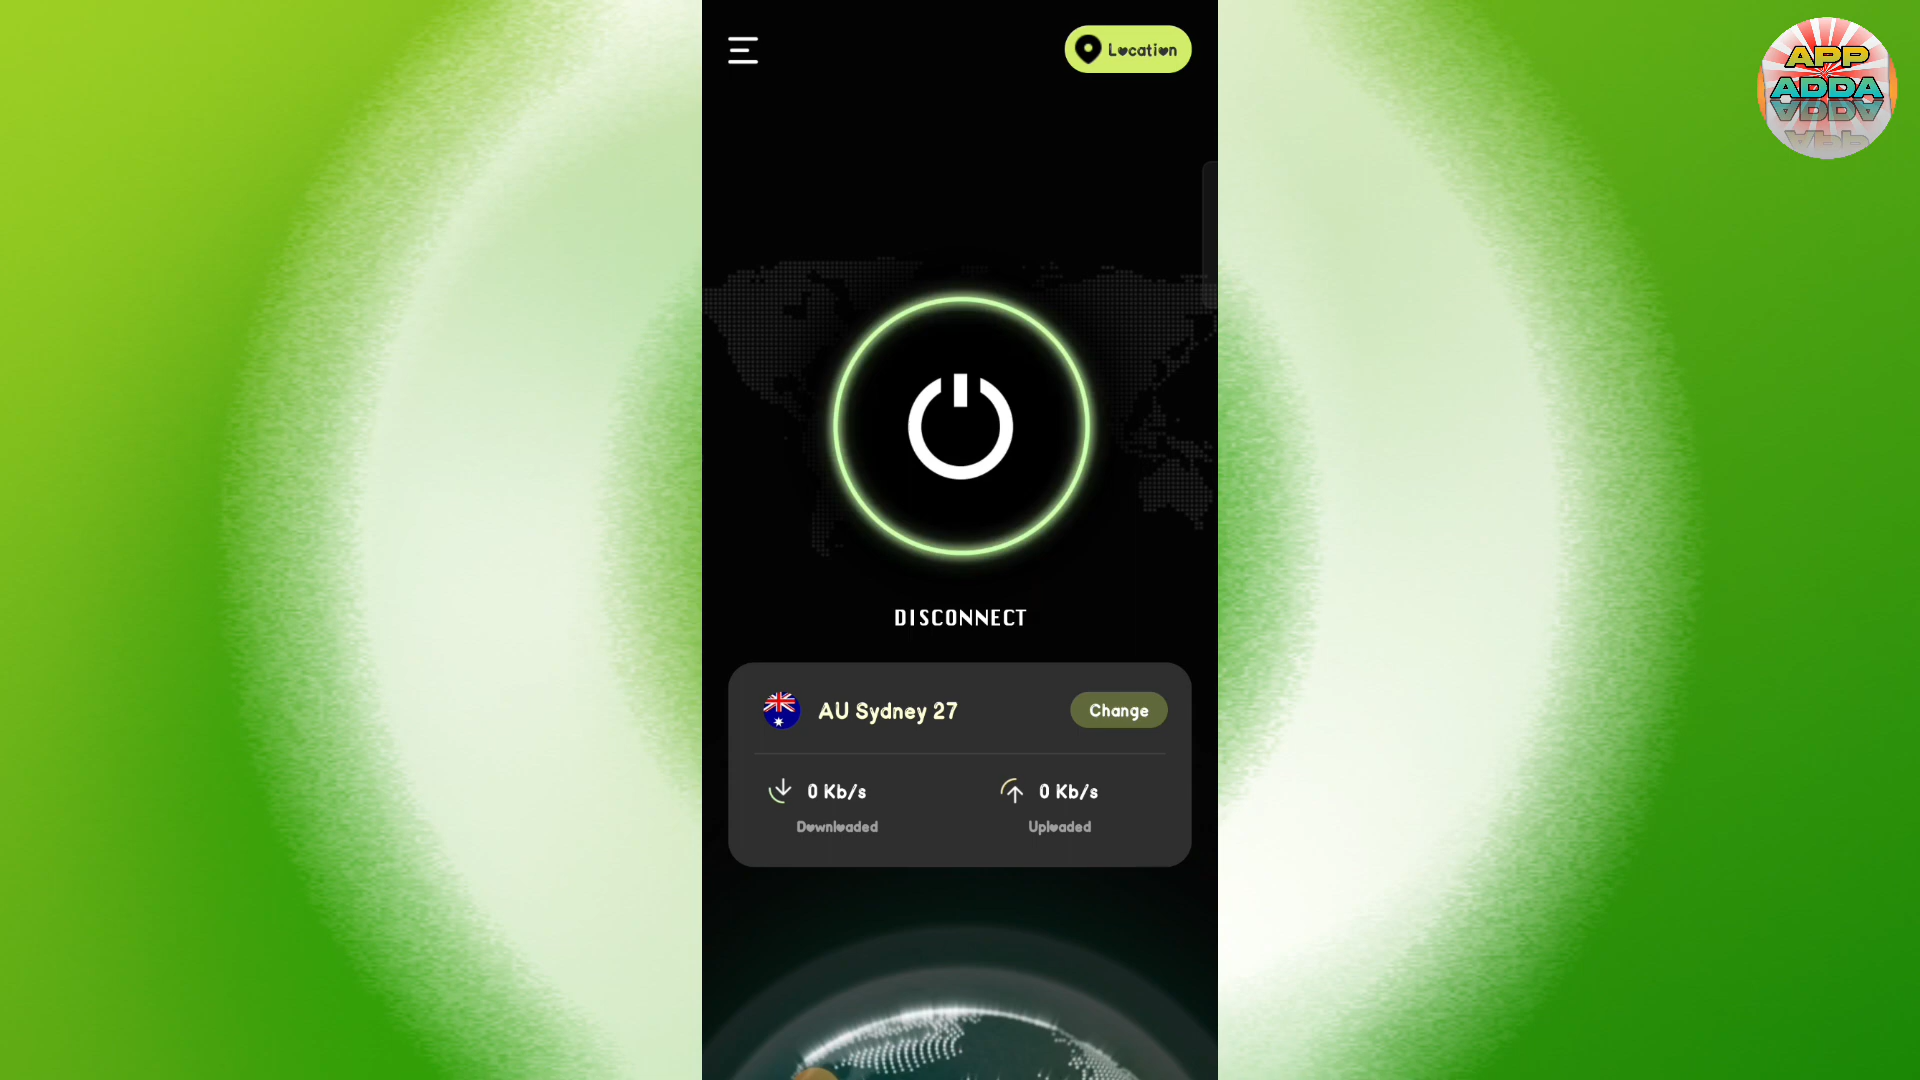 Location
DISCONNECT
AU Sydney 27
Change
0 Kb/s
0 Kb/s
Downloaded
Uploaded
APP
ADDA